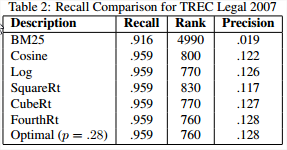 Table 2: Recall Comparison for TREC Legal 2007
Description Recall Rank Precision
BM25 .916 4990 .019
Cosine .959 800 .122
Log .959 770 .126
SquareRt .959 830 .117
CubeRt .959 770 .127
FourthRt .959 760 .128
Optimal (p = .28) .959 760 .128